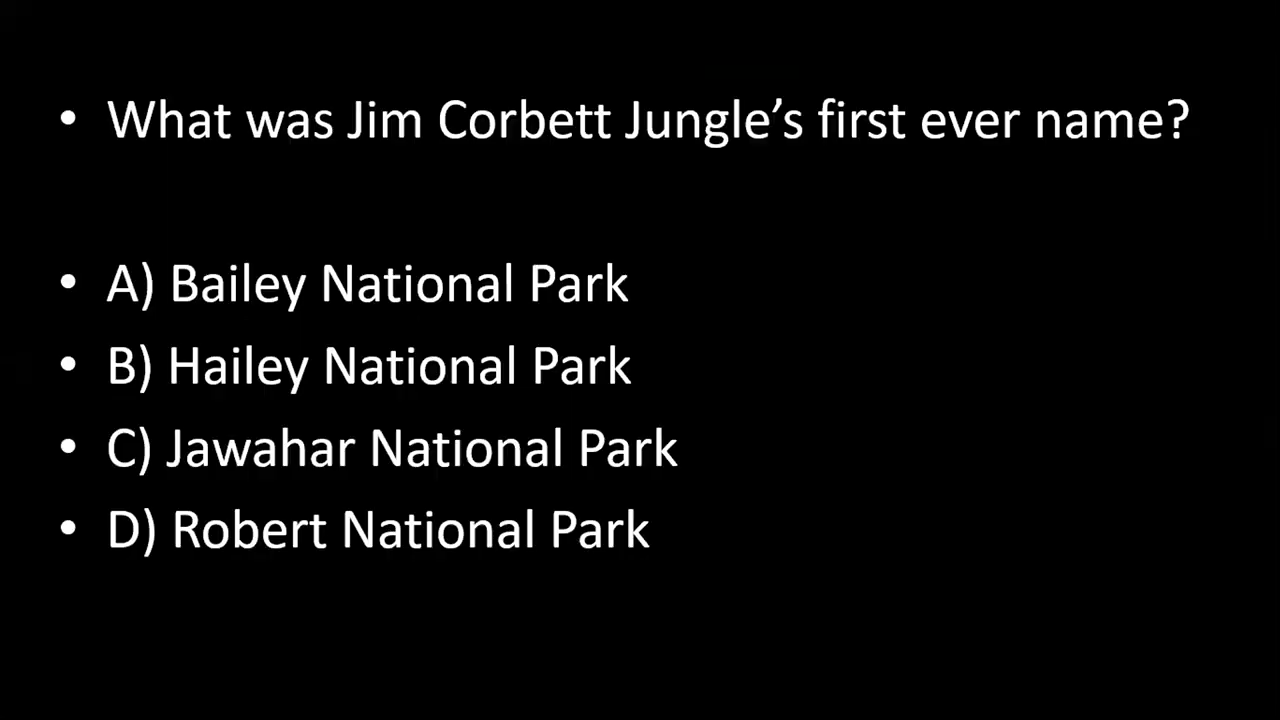 • What was Jim Corbett Jungle’s first ever name?
• A) Bailey National Park
• B) Hailey National Park
• C) Jawahar National Park
• D) Robert National Park